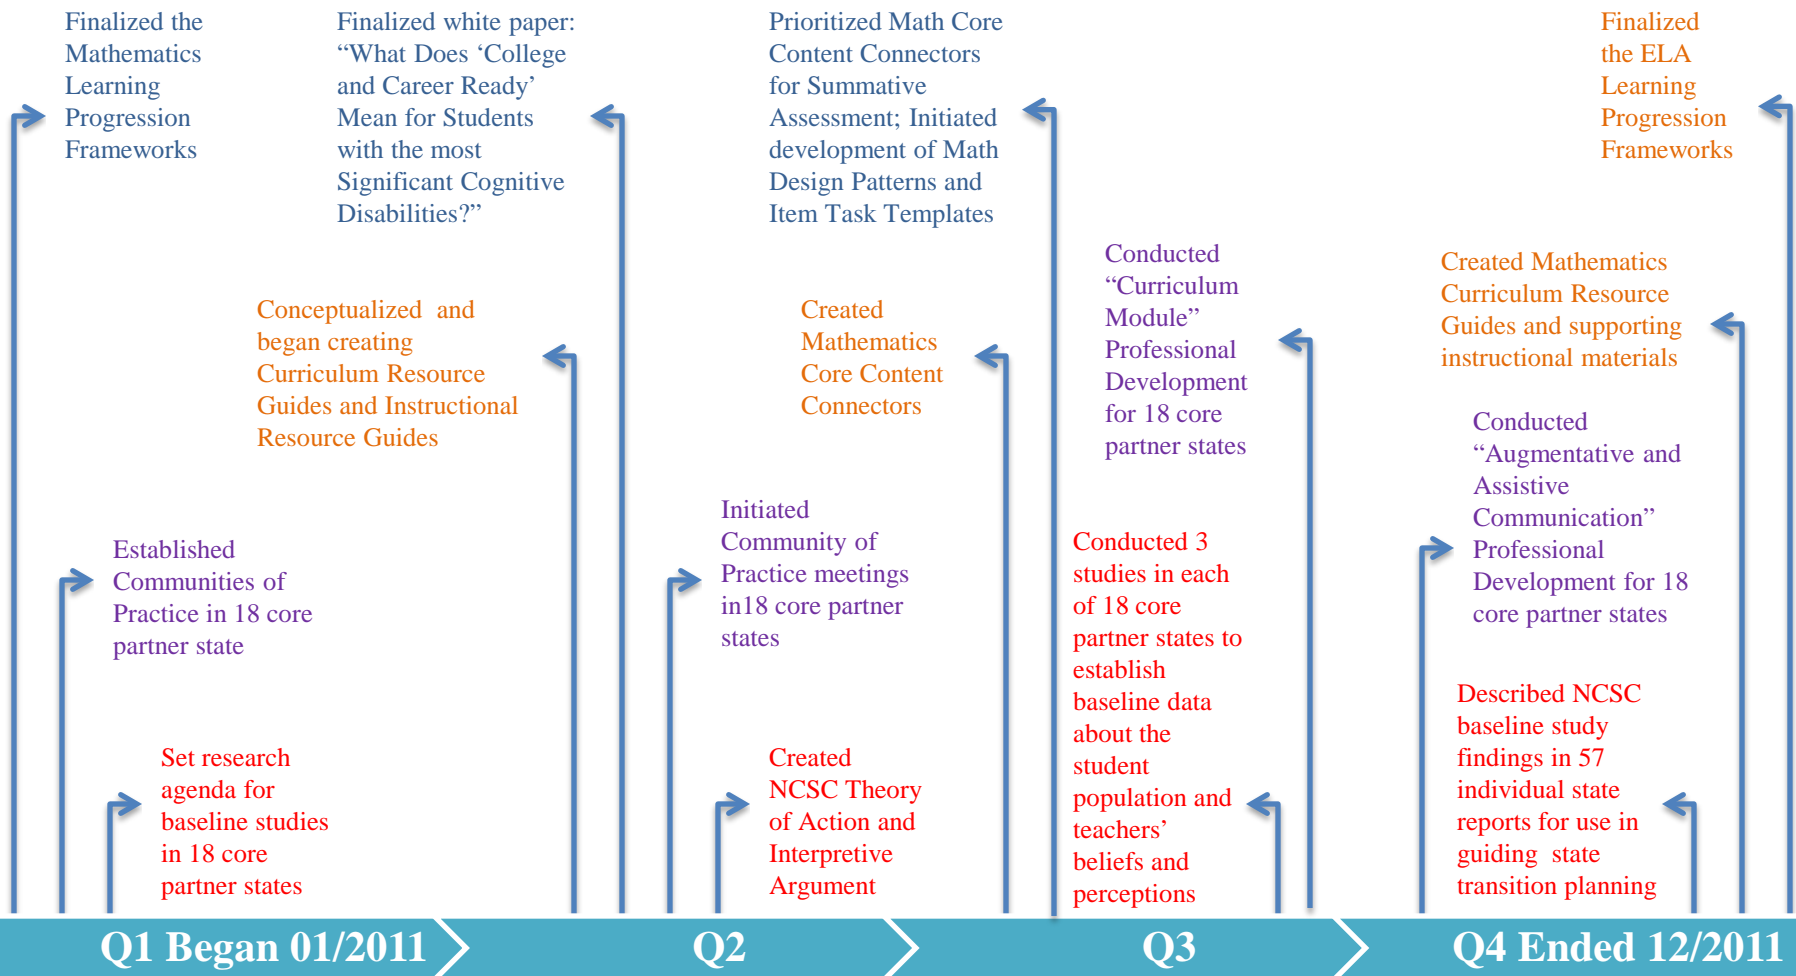 Finalized the
Mathematics
Learning
Progression
Frameworks
Finalized white paper:
“What Does ‘College
and Career Ready’
Mean for Students
with the most
Significant Cognitive
Disabilities?”
Prioritized Math Core
Content Connectors
for Summative
Assessment; Initiated
development of Math
Design Patterns and
Item Task Templates
Finalized
the ELA
Learning
Progression
Frameworks
Conceptualized and
began creating
Curriculum Resource
Guides and Instructional
Resource Guides
Created
Mathematics
Core Content
Connectors
Conducted
“Curriculum
Module”
Professional
Development
for 18 core
partner states
Created Mathematics
Curriculum Resource
Guides and supporting
instructional materials
Established
Communities of
Practice in 18 core
partner state
Initiated
Community of
Practice meetings
in18 core partner
states
Conducted 3
studies in each
of 18 core
partner states to
establish
baseline data
about the
student
population and
teachers’
beliefs and
perceptions
Conducted
“Augmentative and
Assistive
Communication”
Professional
Development for 18
core partner states
Set research
agenda for
baseline studies
in 18 core
partner states
Created
NCSC Theory
of Action and
Interpretive
Argument
Described NCSC
baseline study
findings in 57
individual state
reports for use in
guiding state
transition planning
Q1 Began 01/2011
Q2
Q3
Q4 Ended 12/2011